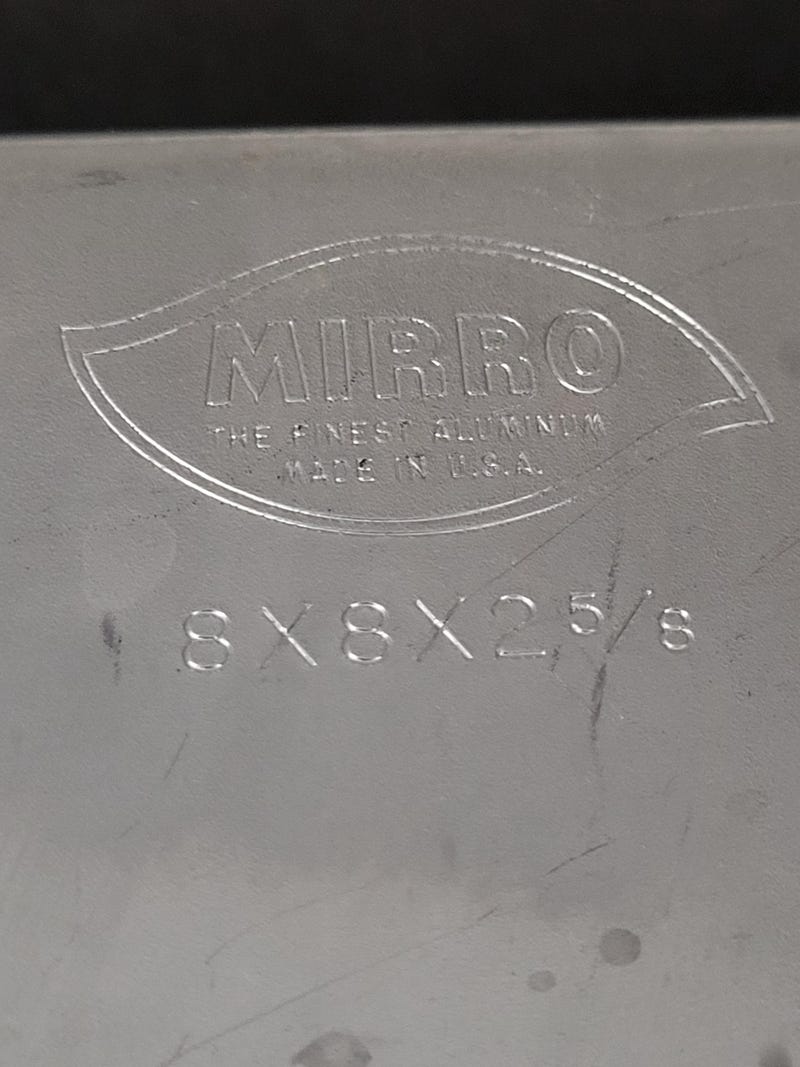 MIRRO
THE FINEST ALUMINUM
MADE IN U.S.A.
8X8X2 5/8